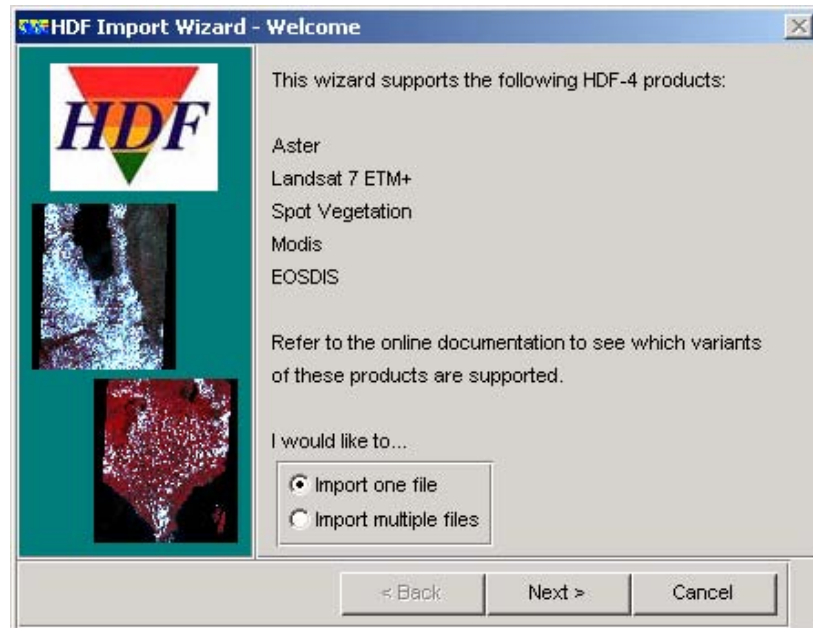 HDF Import Wizard - Welcome
HDF
This wizard supports the following HDF-4 products:
Aster
Landsat 7 ETM+
Spot Vegetation
Modis
EOSDIS
Refer to the online documentation to see which variants
of these products are supported.
I would like to...
Import one file
Import multiple files
< Back
Next >
Cancel